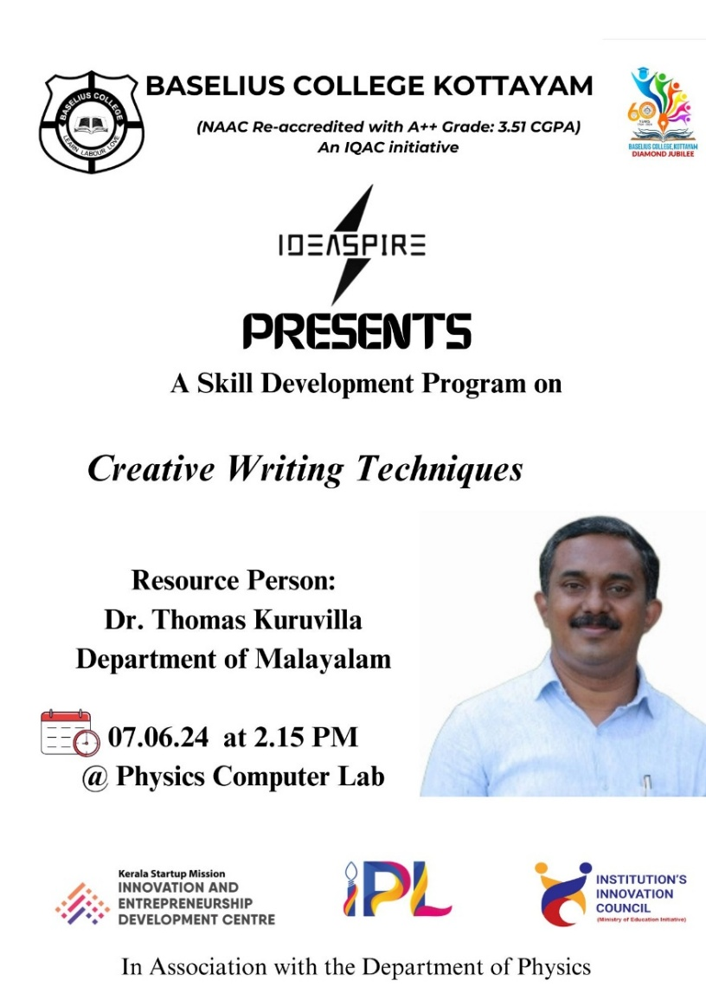 BASELIUS COLLEGE KOTTAYAM
(NAAC Re-accredited with A++ Grade: 3.51 CGPA)
An IQAC initiative
BASELIUS COLLEGE
LEARN LABOUR LOVE
60
YEARS
BASELIUS COLLEGE, KOTTAYAM
DIAMOND JUBILEE
IDEASPIRE
PRESENTS
A Skill Development Program on
Creative Writing Techniques
Resource Person:
Dr. Thomas Kuruvilla
Department of Malayalam
07.06.24 at 2.15 PM
@ Physics Computer Lab
Kerala Startup Mission
INNOVATION AND
ENTREPRENEURSHIP
DEVELOPMENT CENTRE
iPL
INSTITUTION'S
INNOVATION
COUNCIL
(Ministry of Education Initiative)
In Association with the Department of Physics